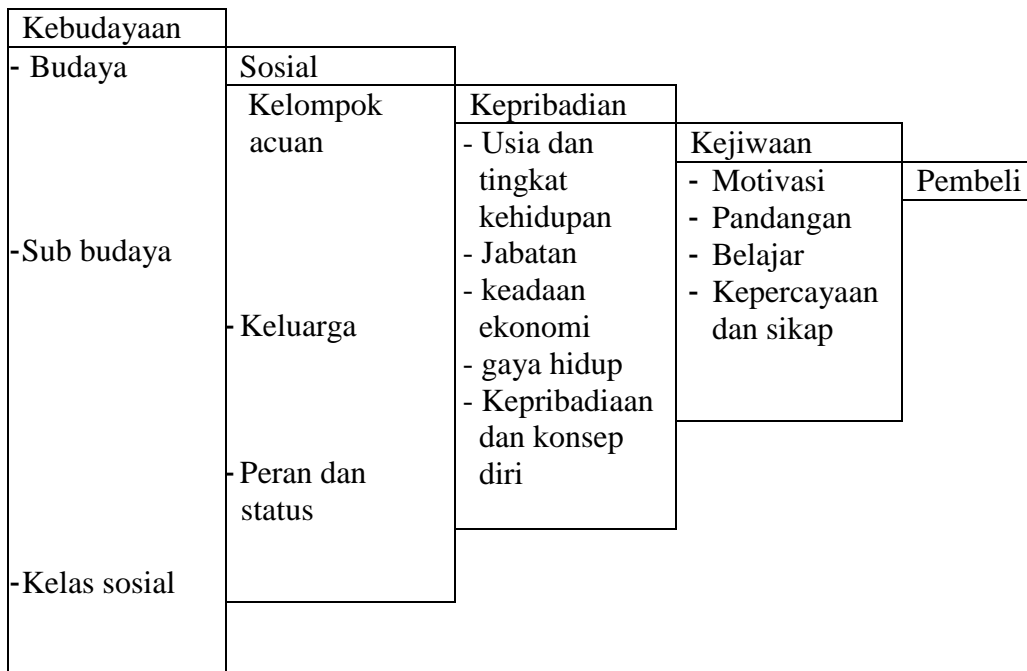 Kebudayaan
- Budaya
-Sub budaya
-Kelas sosial
Sosial
Kelompok
acuan
-Keluarga
-Peran dan
status
Kepribadian
- Usia dan
tingkat
kehidupan
- Jabatan
- keadaan
ekonomi
- gaya hidup
- Kepribadiaan
dan konsep
diri
Kejiwaan
- Motivasi
- Pandangan
- Belajar
- Kepercayaan
dan sikap
Pembeli